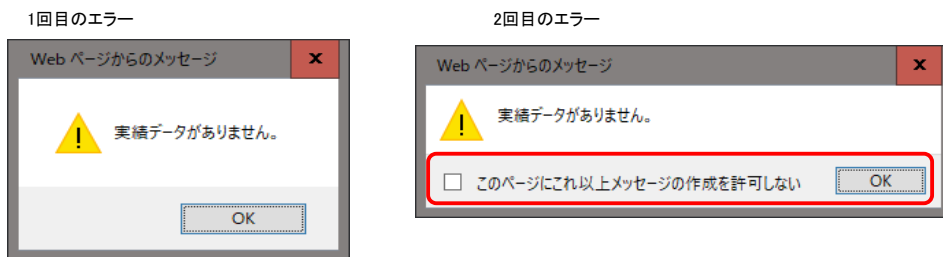 1回目のエラー
Web ページからのメッセージ
x
実績データがありません。
OK
2回目のエラー
Web ページからのメッセージ
x
実績データがありません。
このページにこれ以上メッセージの作成を許可しない
OK